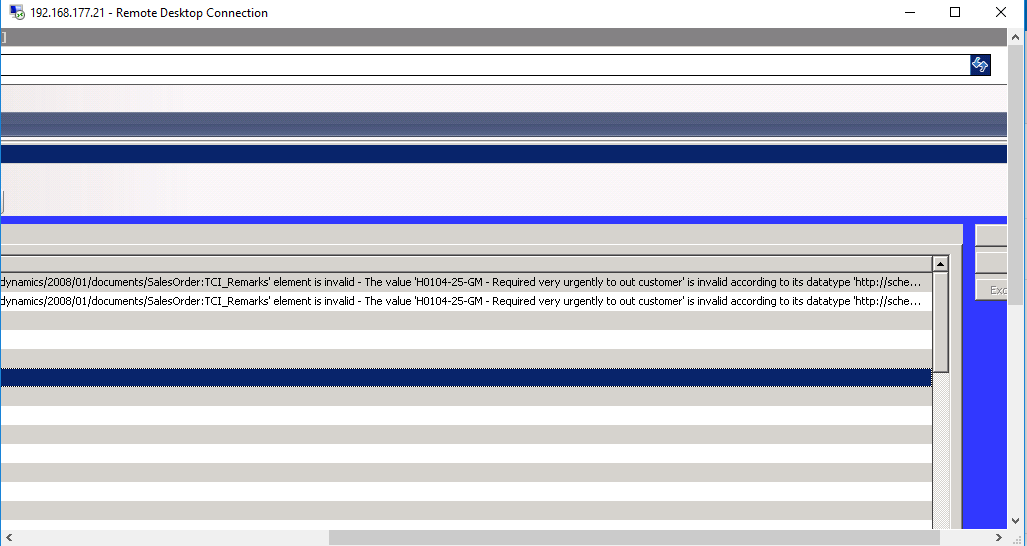 192.168.177.21 - Remote Desktop Connection
]
dynamics/2008/01/documents/SalesOrder:TCI_Remarks' element is invalid - The value 'H0104-25-GM - Required very urgently to out customer' is invalid according to its datatype 'http://sche...
dynamics/2008/01/documents/SalesOrder:TCI_Remarks' element is invalid - The value 'H0104-25-GM - Required very urgently to out customer' is invalid according to its datatype 'http://sche...
Exc